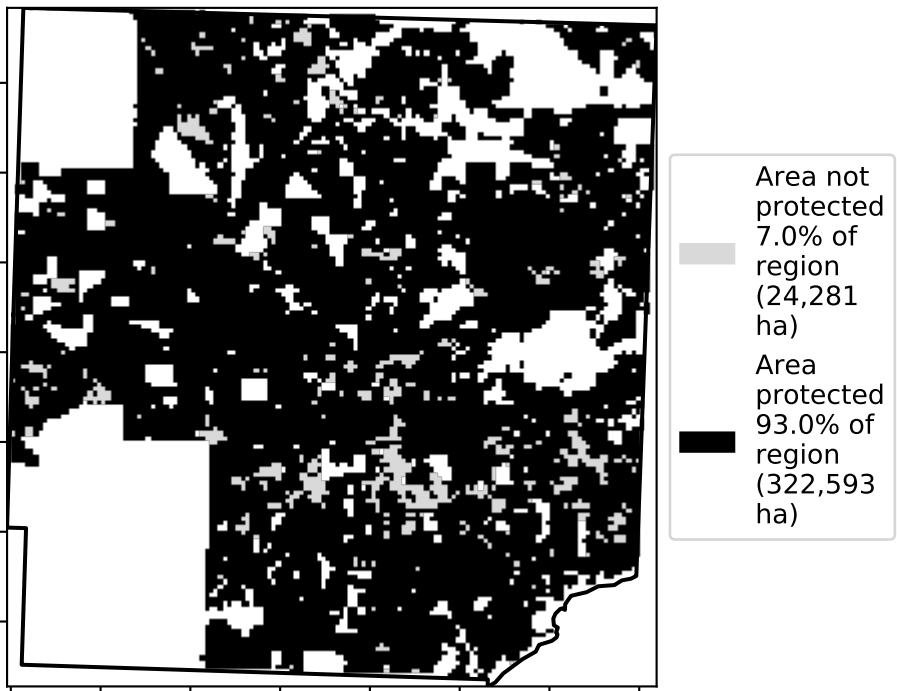 Area not
protected
7.0% of
region
(24,281
ha)
Area
protected
93.0% of
region
(322,593
ha)